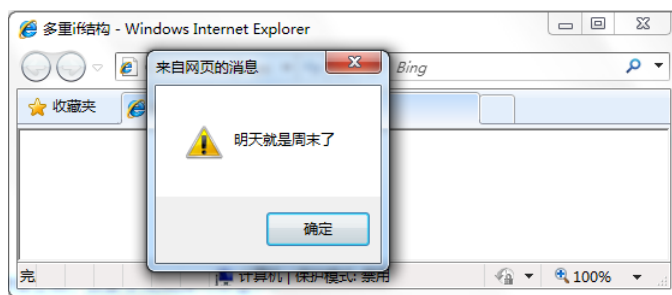 多重if结构 - Windows Internet Explorer
来自网页的消息
Bing
收藏夹
明天就是周末了
确定
完
计算机 | 保护模式: 禁用
100%